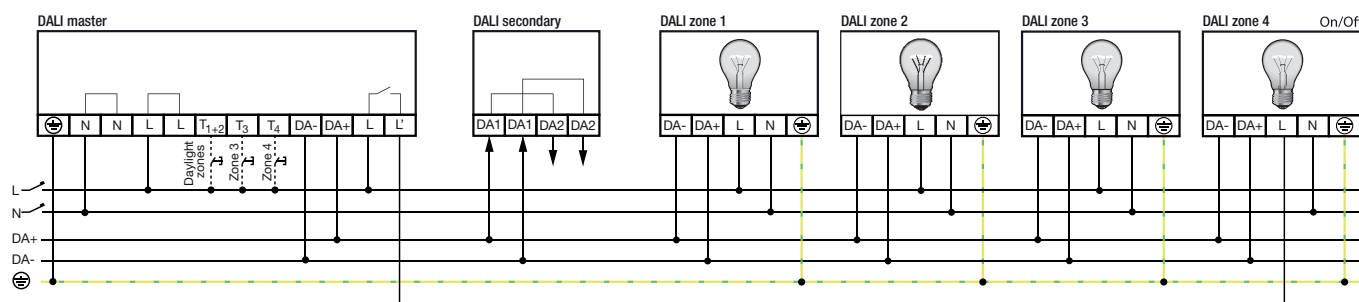 DALI master DALI secondary DALI zone 1 DALI zone 2 DALI zone 3 DALI zone 4 On/Off
N N L L T1+2 T3 T4 DA- DA+ L L' DA1 DA1 DA2 DA2 DA- DA+ L N DA- DA+ L N DA- DA+ L N DA- DA+ L N
Daylight
zones
Zone 3
Zone 4
L
N
DA+
DA-